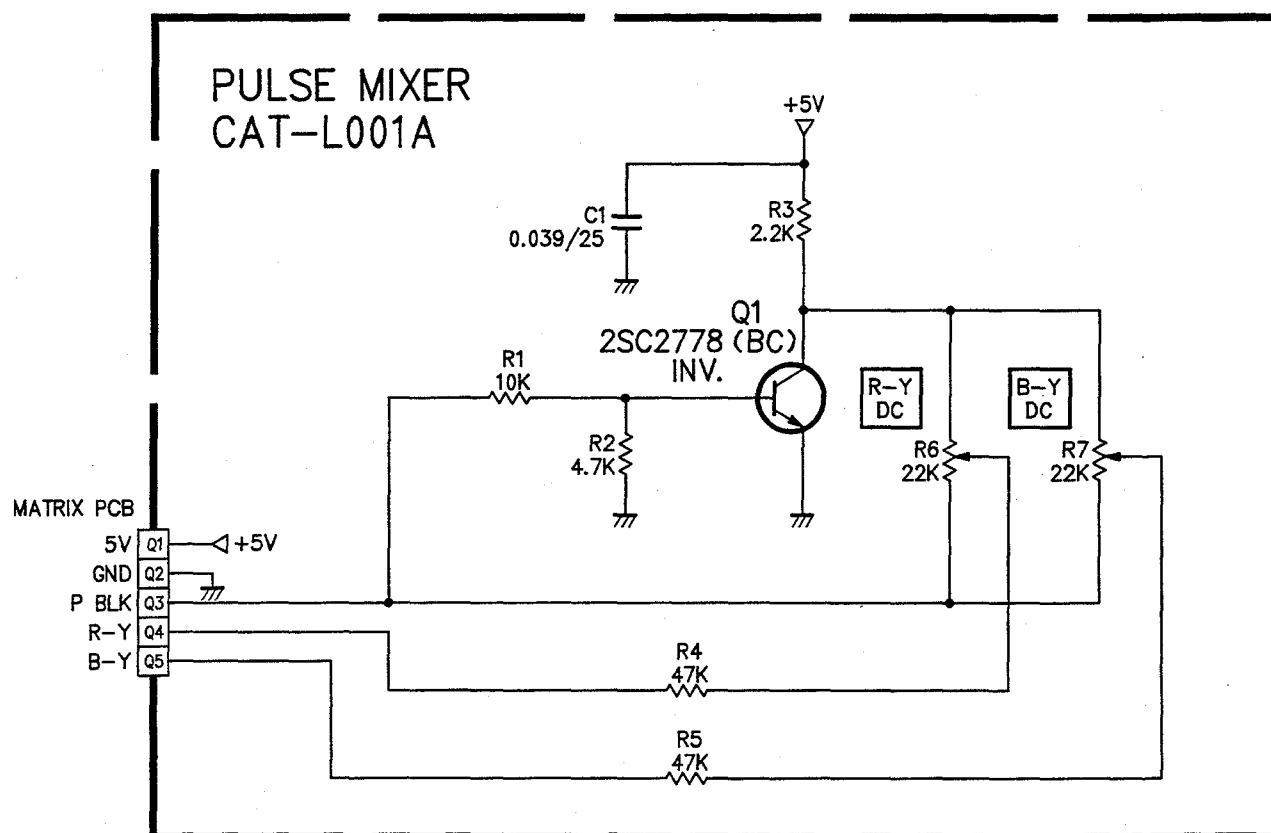 PULSE MIXER
CAT-L001A
+5V
C1
0.039/25
R3
2.2K
Q1
2SC2778 (BC)
INV.
R1
10K
R2
4.7K
R-Y
DC
B-Y
DC
R6
22K
R7
22K
MATRIX PCB
5V Q1 +5V
GND Q2
P BLK Q3
R-Y Q4
B-Y Q5
R4
47K
R5
47K